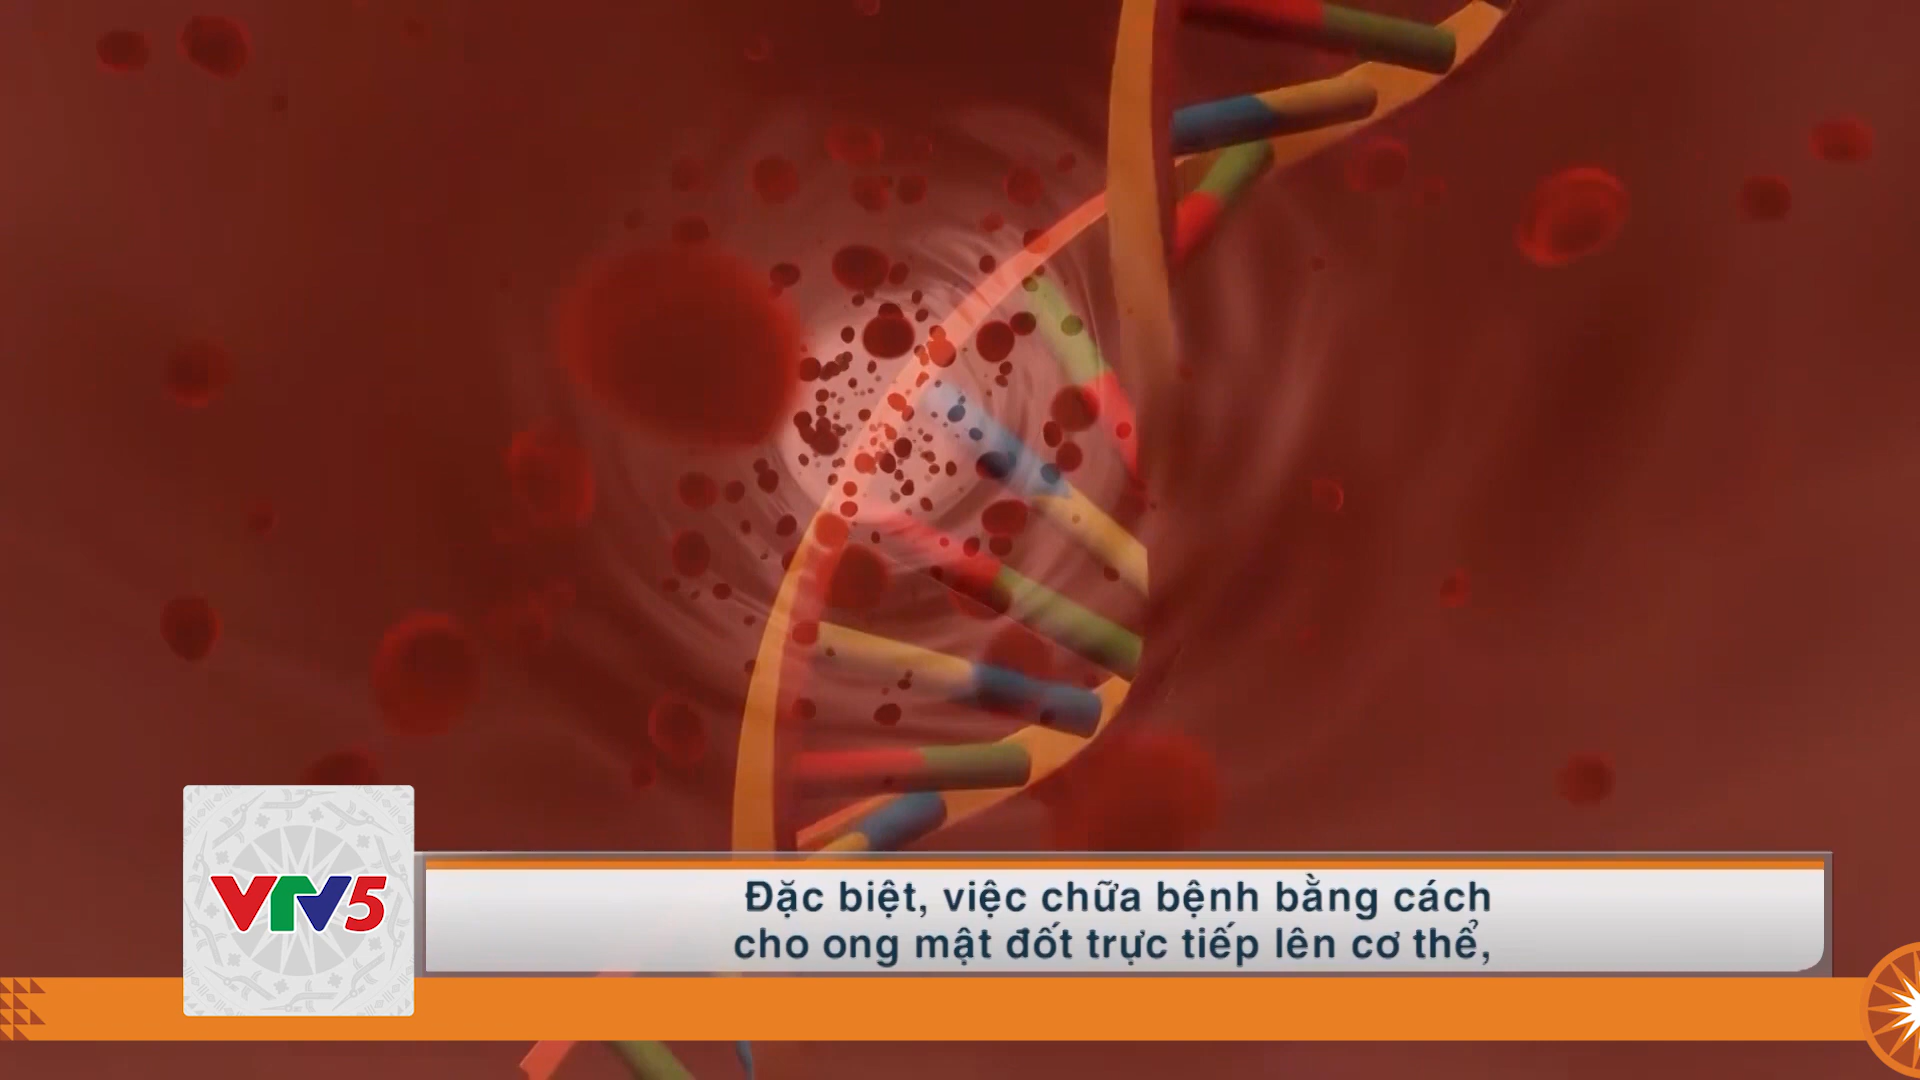 VTV5
Đặc biệt, việc chữa bệnh bằng cách
cho ong mật đốt trực tiếp lên cơ thể,